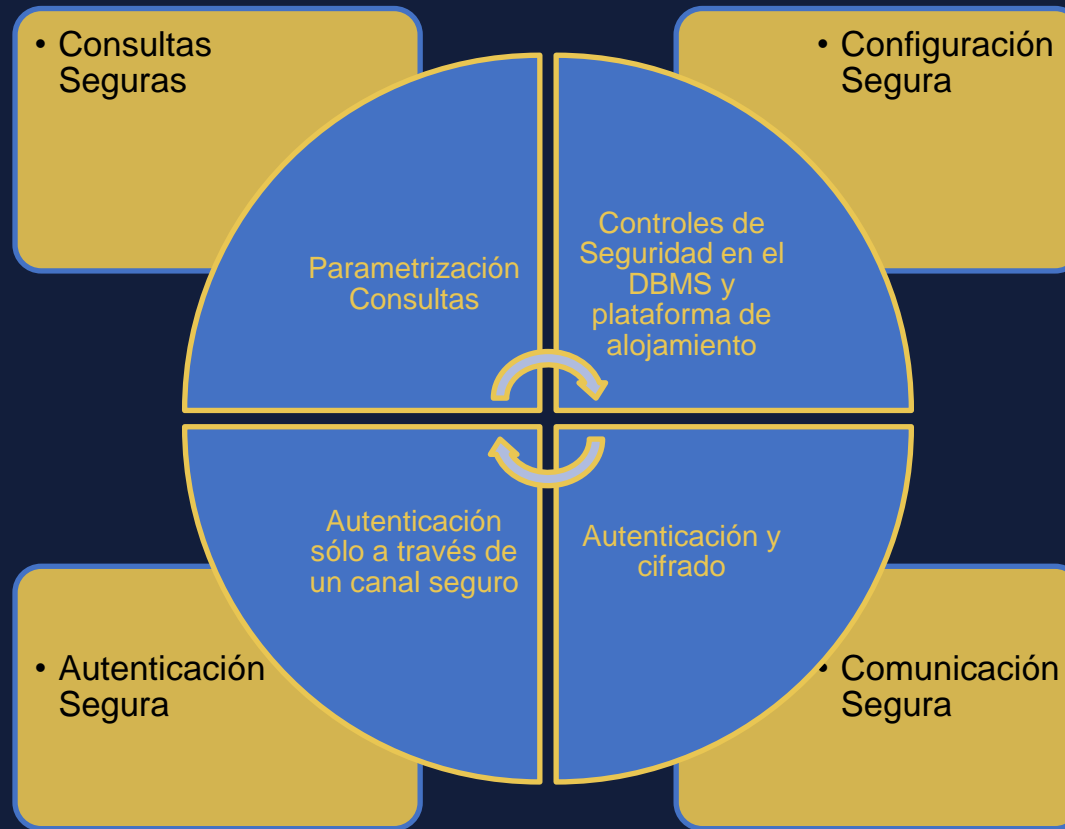 • Consultas
Seguras
• Configuración
Segura
Parametrización
Consultas
Controles de
Seguridad en el
DBMS y
plataforma de
alojamiento
Autenticación
sólo a través de
un canal seguro
Autenticación y
cifrado
• Autenticación
Segura
• Comunicación
Segura